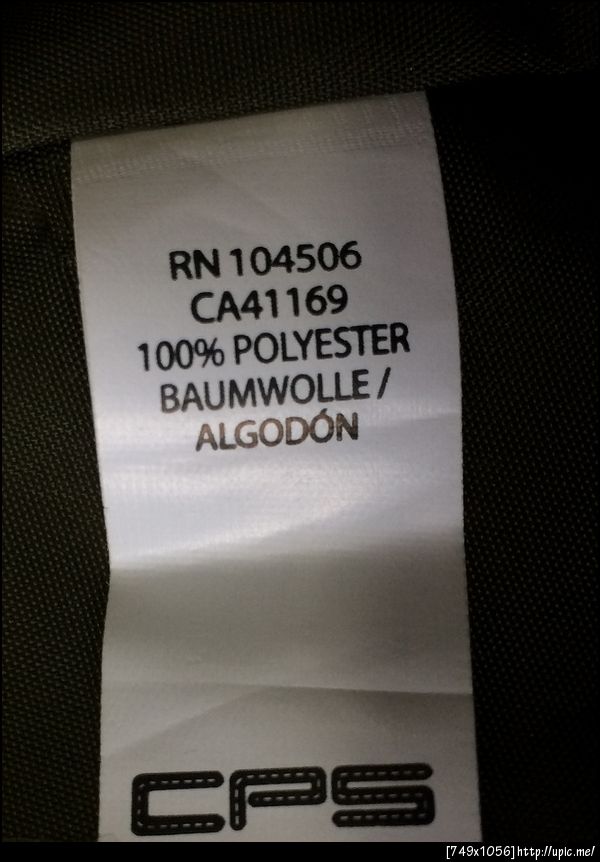 RN 104506
CA41169
100% POLYESTER
BAUMWOLLE /
ALGODÓN
CPS
[749x1056]http://upic.me/